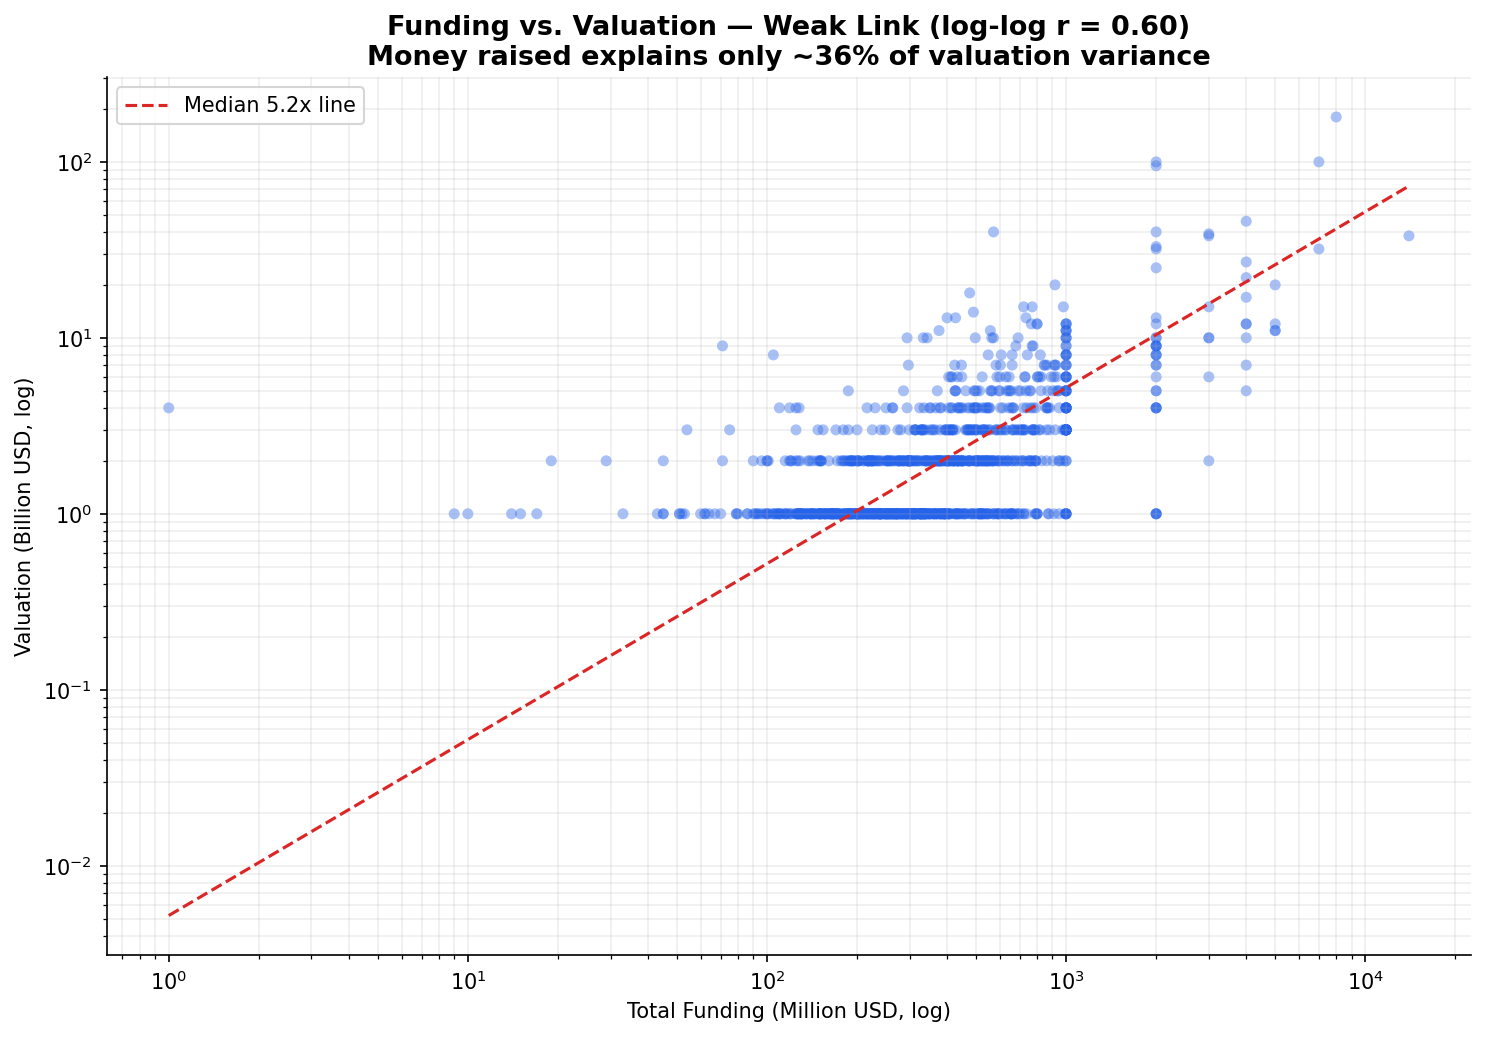 Funding vs. Valuation — Weak Link (log-log r = 0.60)
Money raised explains only ~36% of valuation variance
Median 5.2x line
Valuation (Billion USD, log)
10²
10¹
10⁰
10⁻¹
10⁻²
10⁰ 10¹ 10² 10³ 10⁴
Total Funding (Million USD, log)